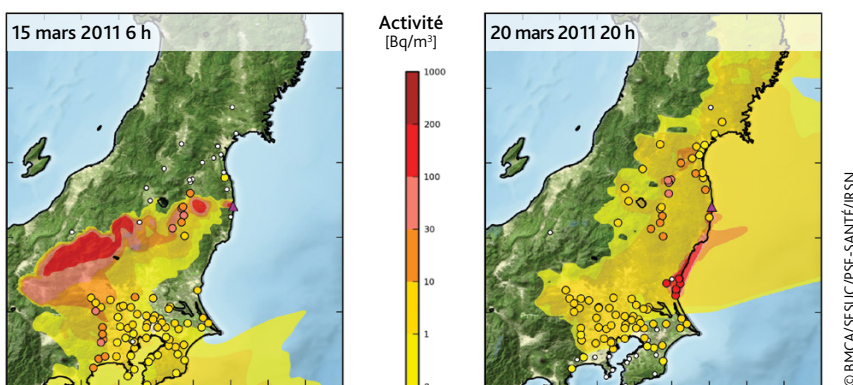 15 mars 2011 6 h
Activité
[Bq/m³]
1000
200
100
30
10
1
20 mars 2011 20 h
© BMCA/SESUC/PSE-SANTÉ/IRSN